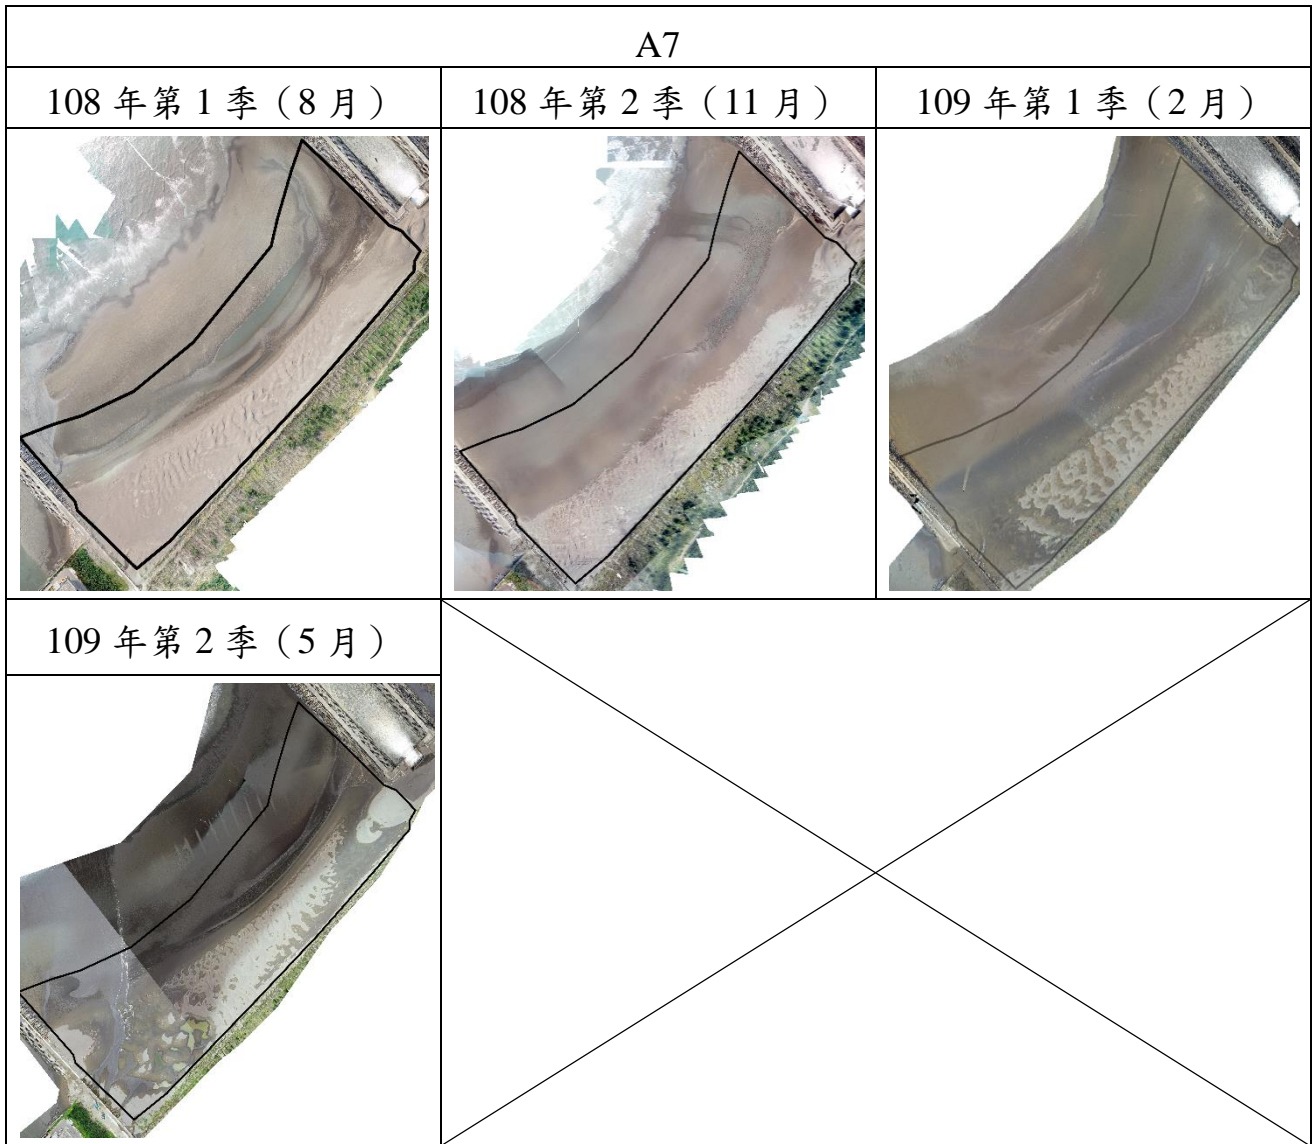 A7
108 年第 1 季（8 月）
108 年第 2 季（11 月）
109 年第 1 季（2 月）
109 年第 2 季（5 月）